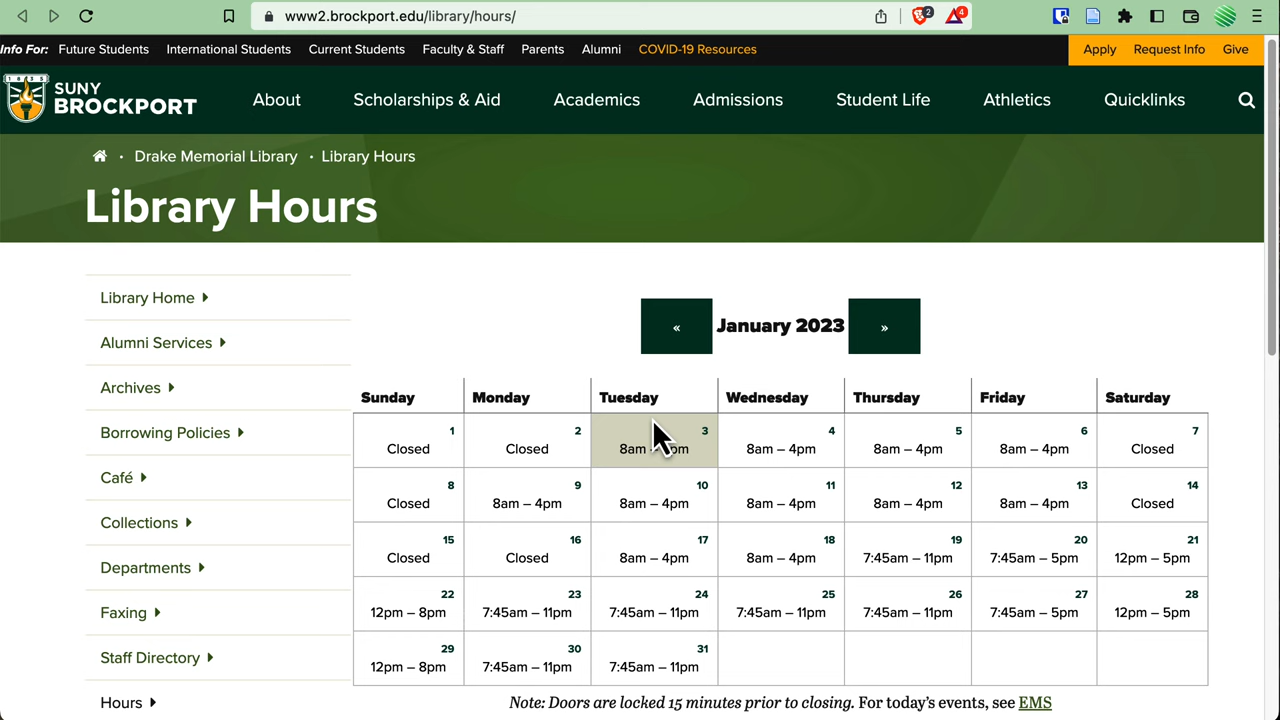 www2.brockport.edu/library/hours/
2
4
Info For: Future Students International Students Current Students Faculty & Staff Parents Alumni COVID-19 Resources Apply Request Info Give
1835
SUNY
BROCKPORT
About Scholarships & Aid Academics Admissions Student Life Athletics Quicklinks
· Drake Memorial Library · Library Hours
Library Hours
Library Home
Alumni Services
Archives
Borrowing Policies
Café
Collections
Departments
Faxing
Staff Directory
Hours
« January 2023 »
Sunday Monday Tuesday Wednesday Thursday Friday Saturday
1 2 3 4 5 6 7
Closed Closed 8am pm 8am – 4pm 8am – 4pm 8am – 4pm Closed
8 9 10 11 12 13 14
Closed 8am – 4pm 8am – 4pm 8am – 4pm 8am – 4pm 8am – 4pm Closed
15 16 17 18 19 20 21
Closed Closed 8am – 4pm 8am – 4pm 7:45am – 11pm 7:45am – 5pm 12pm – 5pm
22 23 24 25 26 27 28
12pm – 8pm 7:45am – 11pm 7:45am – 11pm 7:45am – 11pm 7:45am – 11pm 7:45am – 5pm 12pm – 5pm
29 30 31
12pm – 8pm 7:45am – 11pm 7:45am – 11pm
Note: Doors are locked 15 minutes prior to closing. For today's events, see EMS